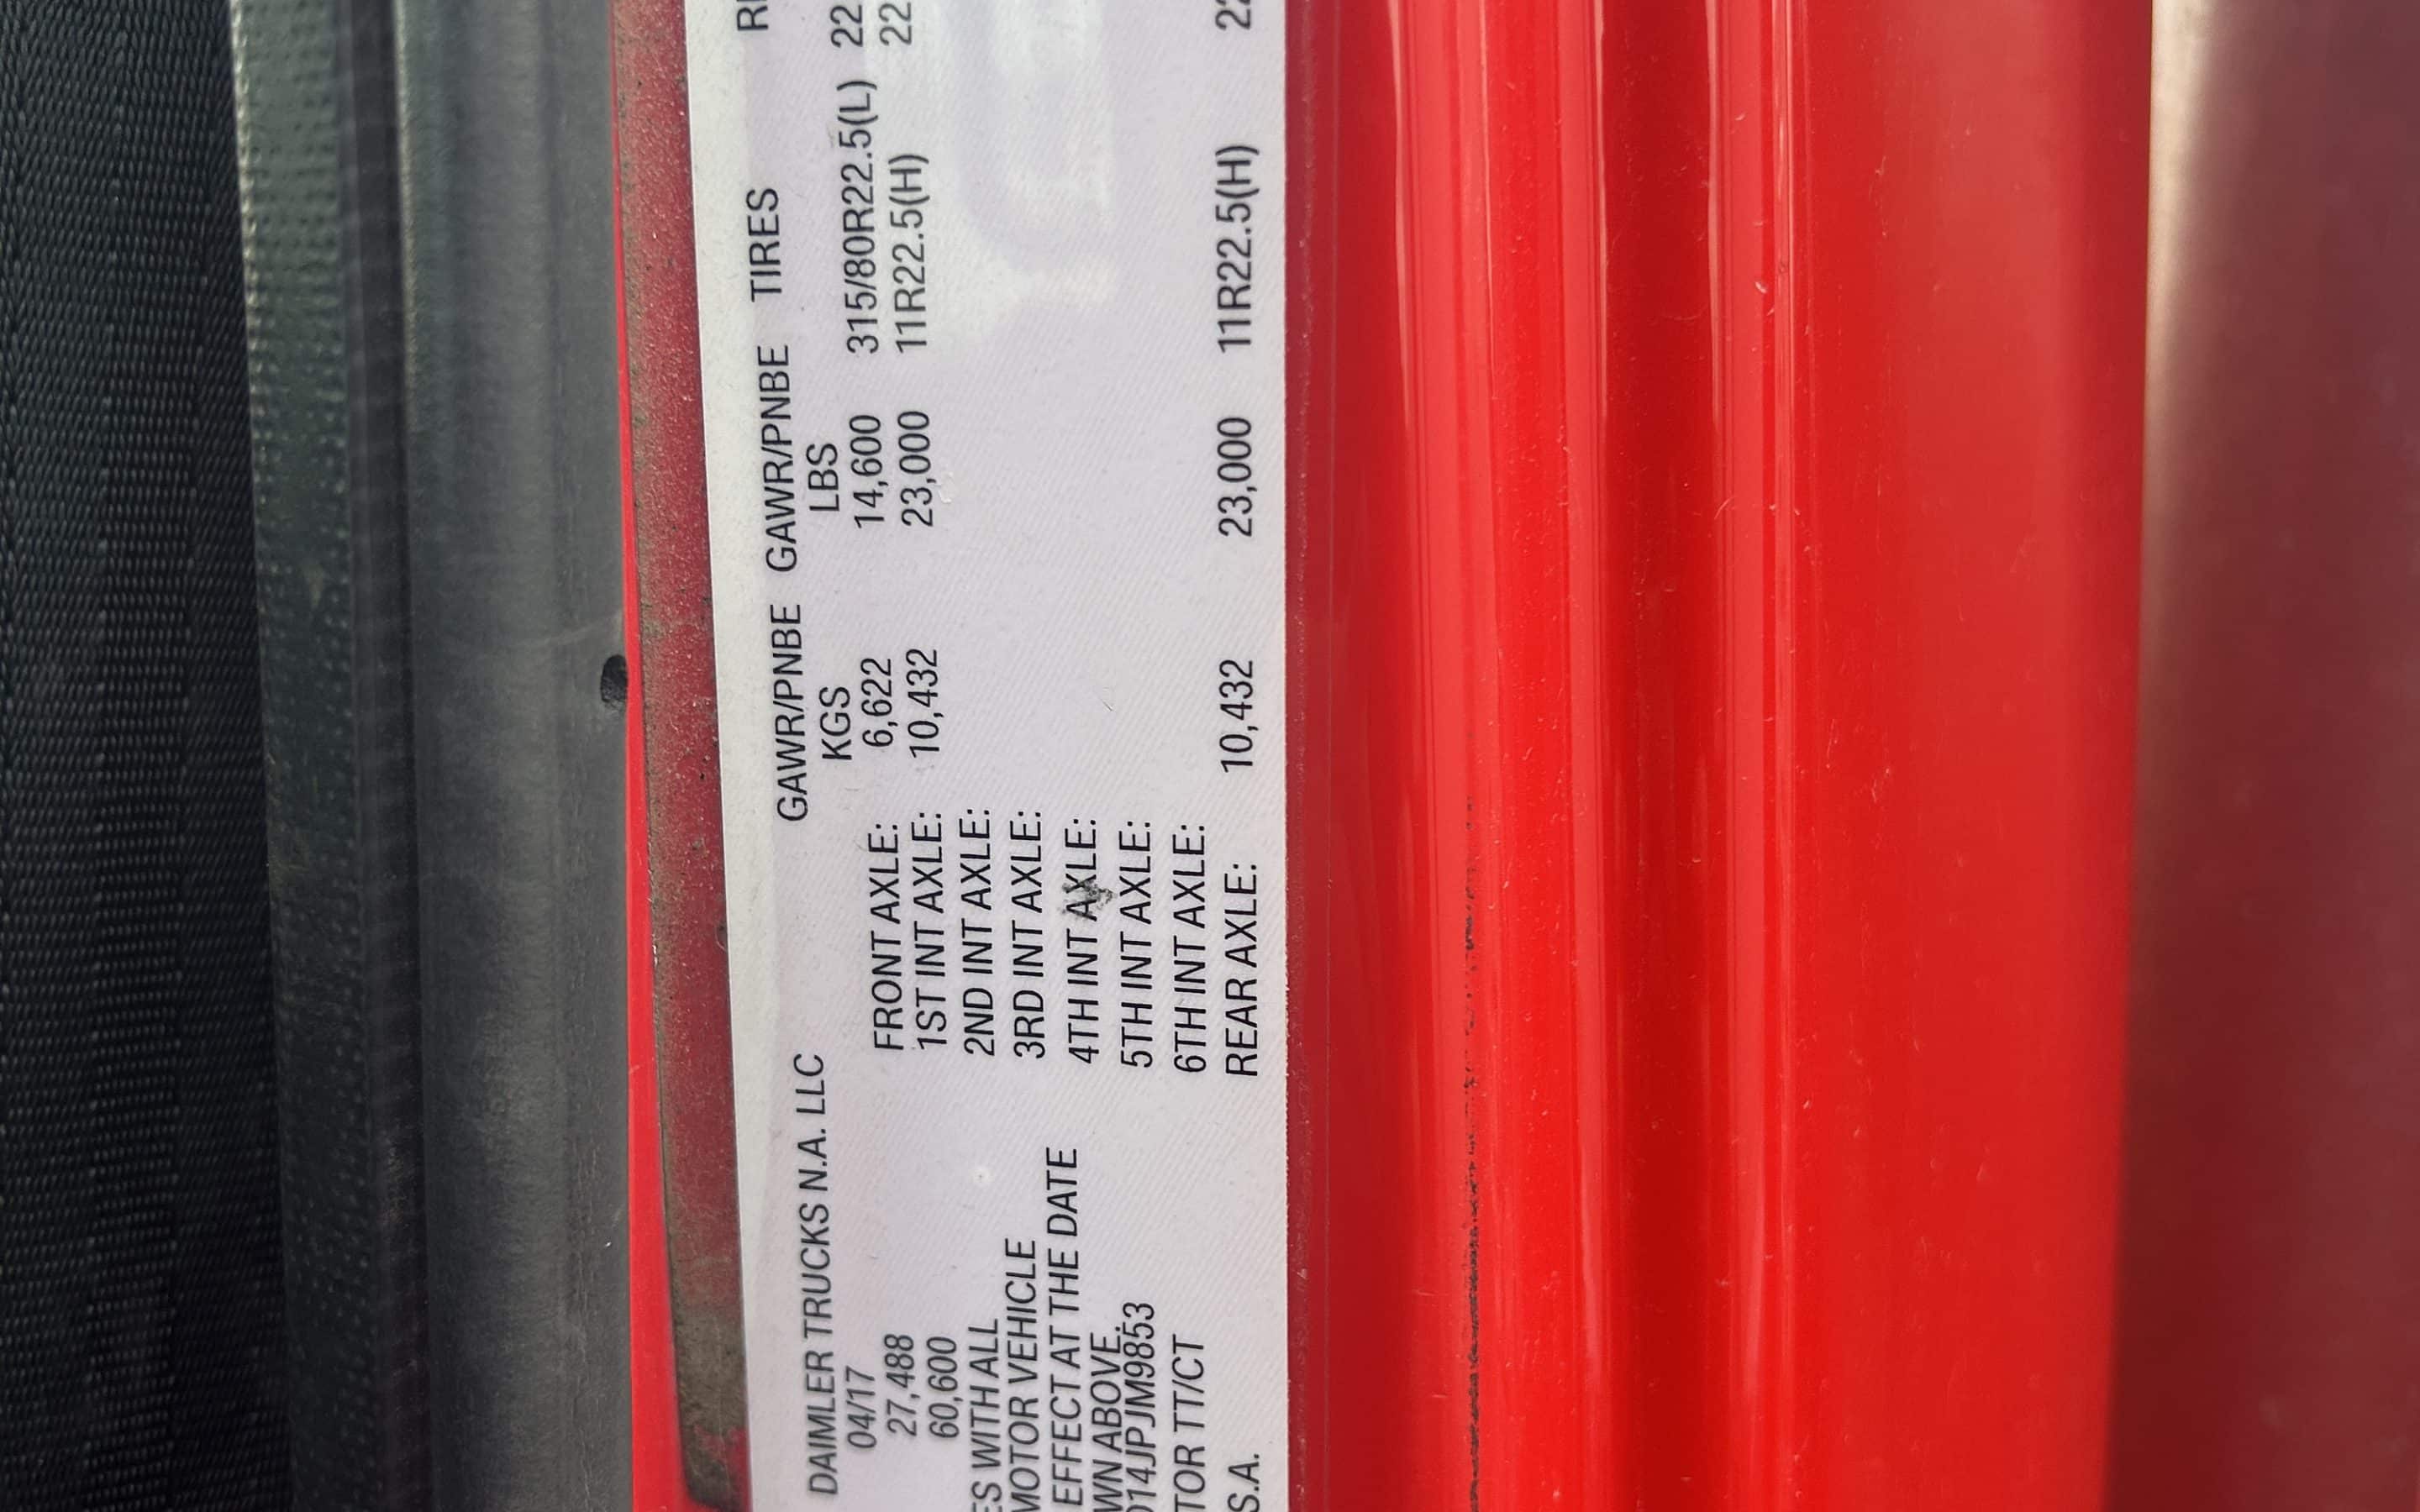 DAIMLER TRUCKS N.A. LLC
04/17
27,488
60,600
ES WITH ALL
MOTOR VEHICLE
EFFECT AT THE DATE
WN ABOVE.
014JPJM9853
TOR TT/CT
S.A.
GAWR/PNBE GAWR/PNBE TIRES
KGS LBS
FRONT AXLE: 6,622 14,600 315/80R22.5(L) 22
1ST INT AXLE: 10,432 23,000 11R22.5(H) 22
2ND INT AXLE:
3RD INT AXLE:
4TH INT AXLE:
5TH INT AXLE:
6TH INT AXLE:
REAR AXLE: 10,432 23,000 11R22.5(H) 22